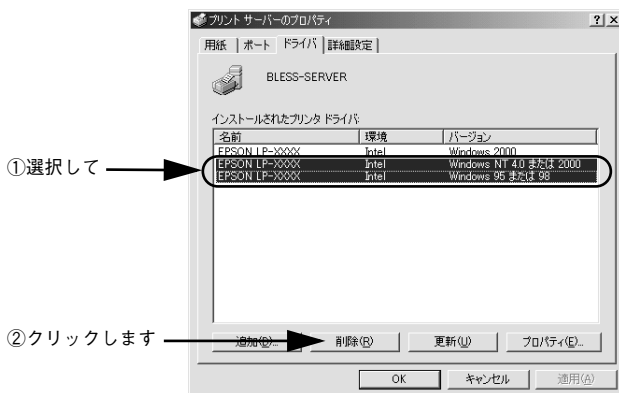 プリント サーバーのプロパティ
用紙 ポート ドライバ 詳細設定
BLESS-SERVER
インストールされたプリンタ ドライバ:
名前 環境 バージョン
EPSON LP-XXXX Intel Windows 2000
EPSON LP-XXXX Intel Windows NT 4.0 または 2000
EPSON LP-XXXX Intel Windows 95 または 98
①選択して
②クリックします
追加(D)... 削除(R) 更新(U) プロパティ(E)...
OK キャンセル 適用(A)